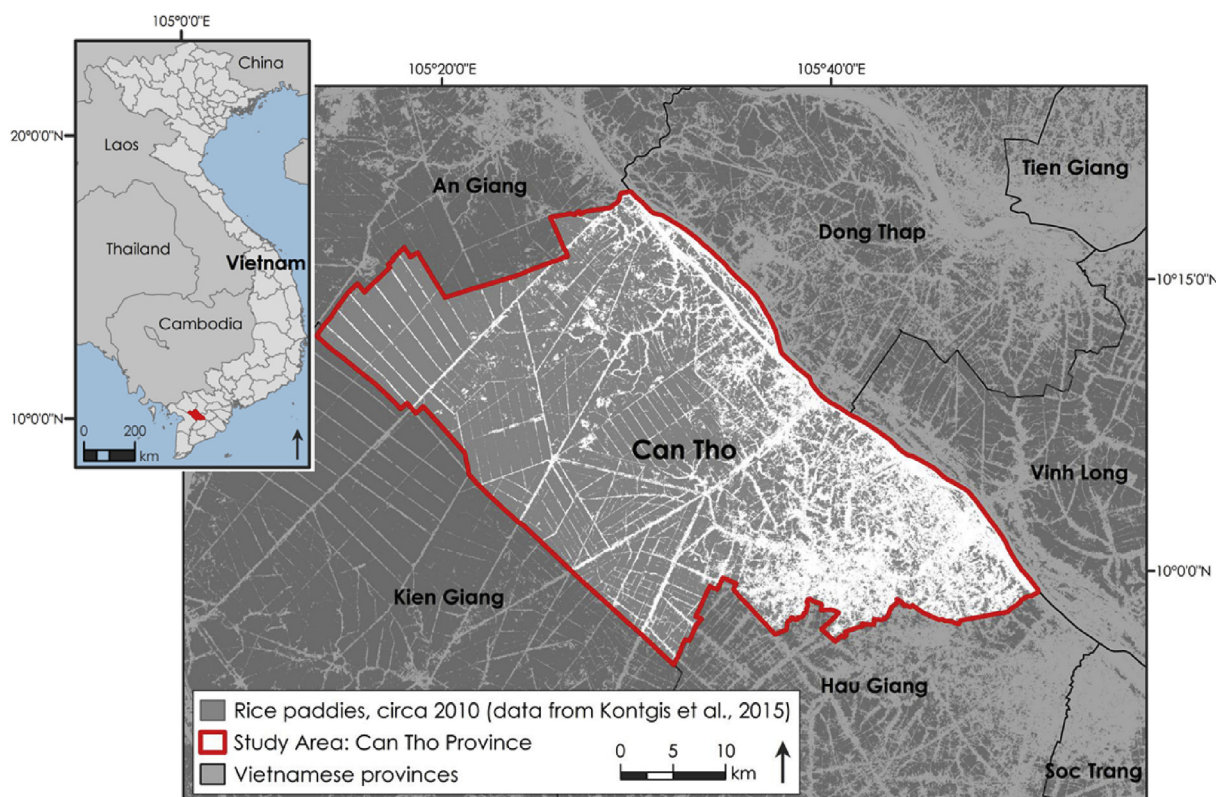 105°0'0"E
China
20°0'0"N
Laos
Thailand
Vietnam
Cambodia
10°0'0"N
0 200
km
105°20'0"E
105°40'0"E
An Giang
Tien Giang
Dong Thap
10°15'0"N
Can Tho
Vinh Long
10°0'0"N
Kien Giang
Hau Giang
Soc Trang
Rice paddies, circa 2010 (data from Kontgis et al., 2015)
Study Area: Can Tho Province
Vietnamese provinces
0 5 10
km